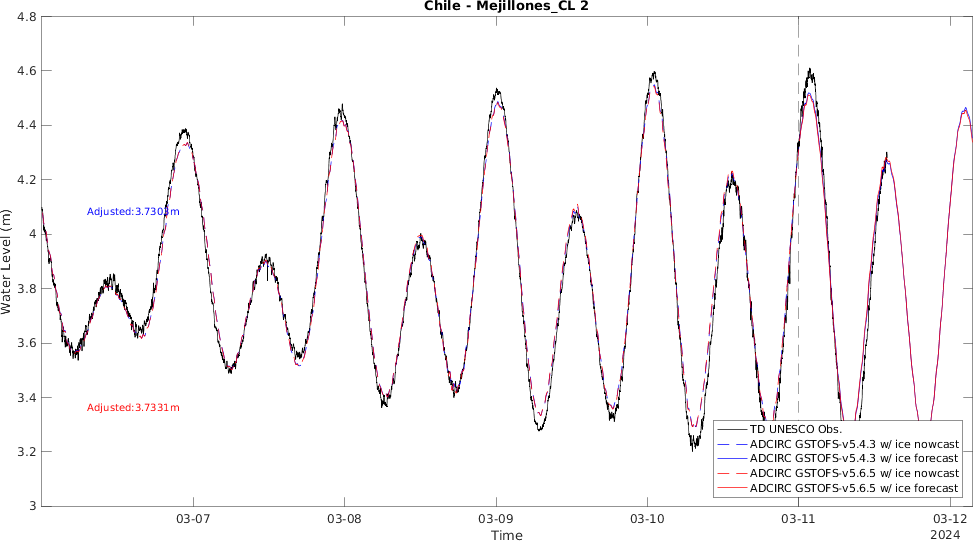 Chile - Mejillones_CL 2
4.8
4.6
4.4
4.2
4
3.8
3.6
3.4
3.2
3
Water Level (m)
Adjusted:3.7303m
Adjusted:3.7331m
TD UNESCO Obs.
ADCIRC GSTOFS-v5.4.3 w/ ice nowcast
ADCIRC GSTOFS-v5.4.3 w/ ice forecast
ADCIRC GSTOFS-v5.6.5 w/ ice nowcast
ADCIRC GSTOFS-v5.6.5 w/ ice forecast
03-07 03-08 03-09 03-10 03-11 03-12
Time
2024